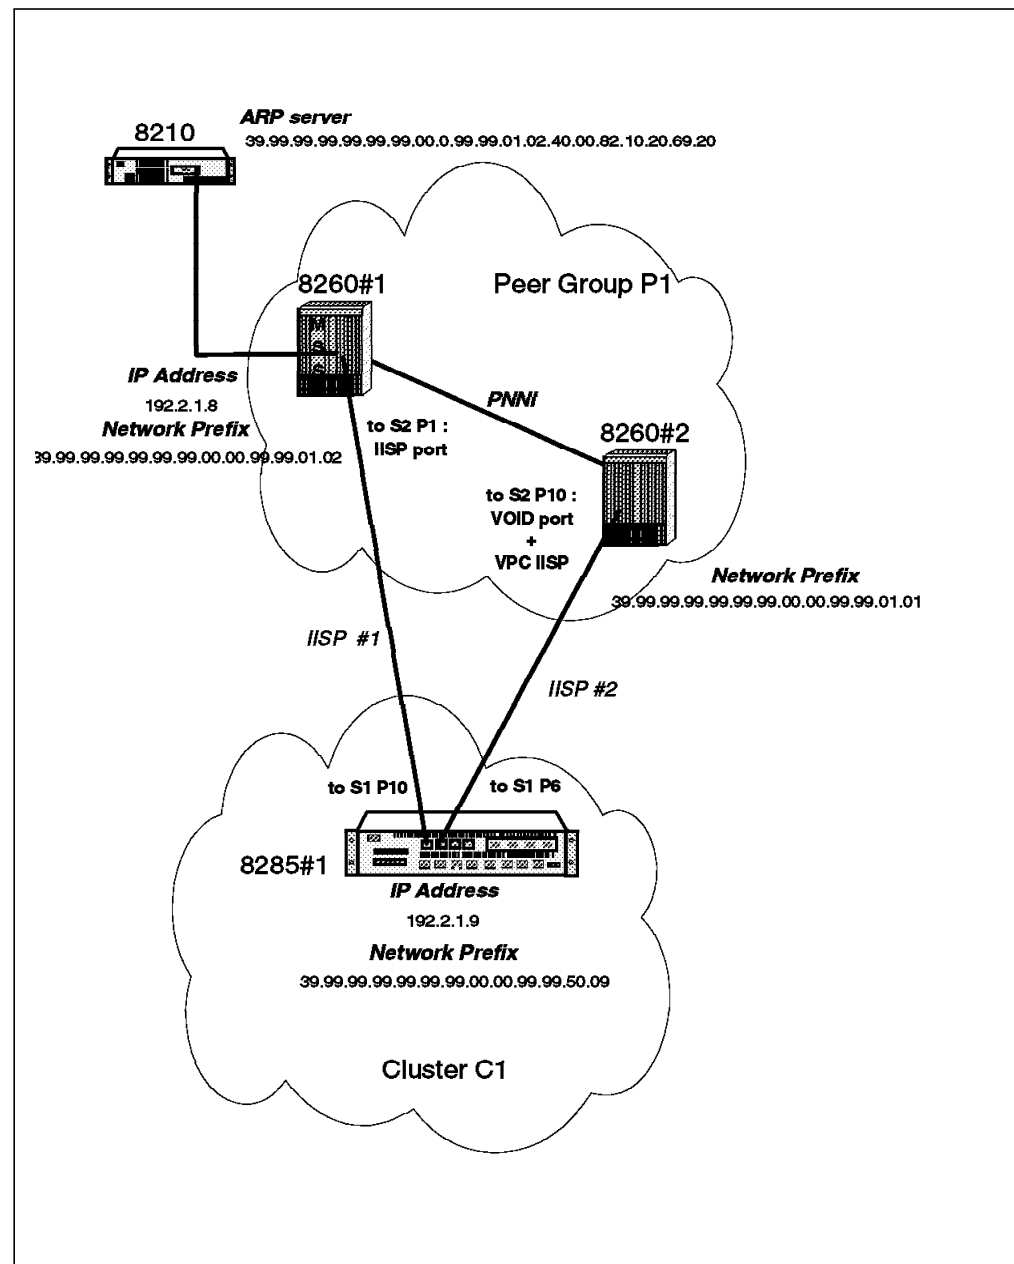 ARP server
8210
39.99.99.99.99.99.99.00.0.99.99.01.02.40.00.82.10.20.69.20
8260#1
Peer Group P1
M
S
S
IP Address
192.2.1.8
Network Prefix
39.99.99.99.99.99.99.00.00.99.99.01.02
to S2 P1 :
IISP port
PNNI
8260#2
to S2 P10 :
VOID port
+
VPC IISP
Network Prefix
39.99.99.99.99.99.99.00.00.99.99.01.01
IISP #1
IISP #2
to S1 P10
to S1 P6
8285#1
IP Address
192.2.1.9
Network Prefix
39.99.99.99.99.99.99.00.00.99.99.50.09
Cluster C1